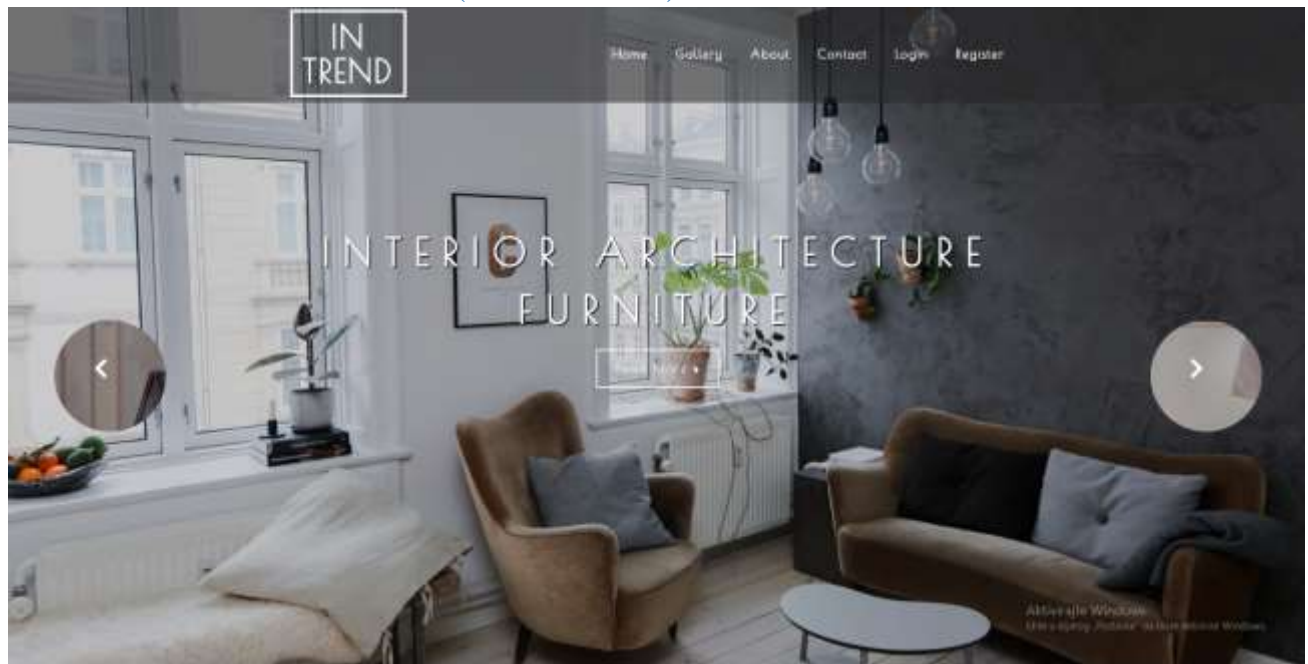 IN
TREND
Home Gallery About Contact Login Register
INTERIOR ARCHITECTURE
FURNITURE
Aktivirajte Windows